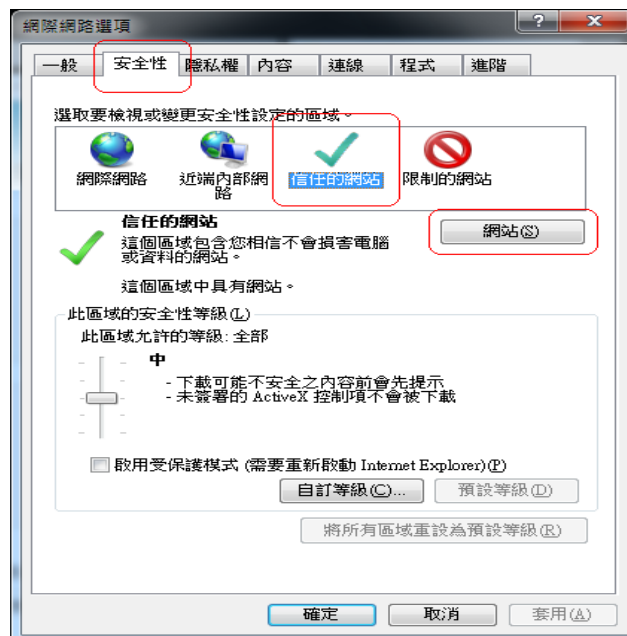 網際網路選項
一般 安全性 隱私權 內容 連線 程式 進階
選取要檢視或變更安全性設定的區域。
網際網路 近端內部網路 信任的網站 限制的網站
信任的網站
網站(S)
這個區域包含您相信不會損害電腦
或資料的網站。
這個區域中具有網站。
此區域的安全性等級(L)
此區域允許的等級: 全部
中
- 下載可能不安全之內容前會先提示
- 未簽署的 ActiveX 控制項不會被下載
啟用受保護模式 (需要重新啟動 Internet Explorer)(P)
自訂等級(C)... 預設等級(D)
將所有區域重設為預設等級(R)
確定 取消 套用(A)